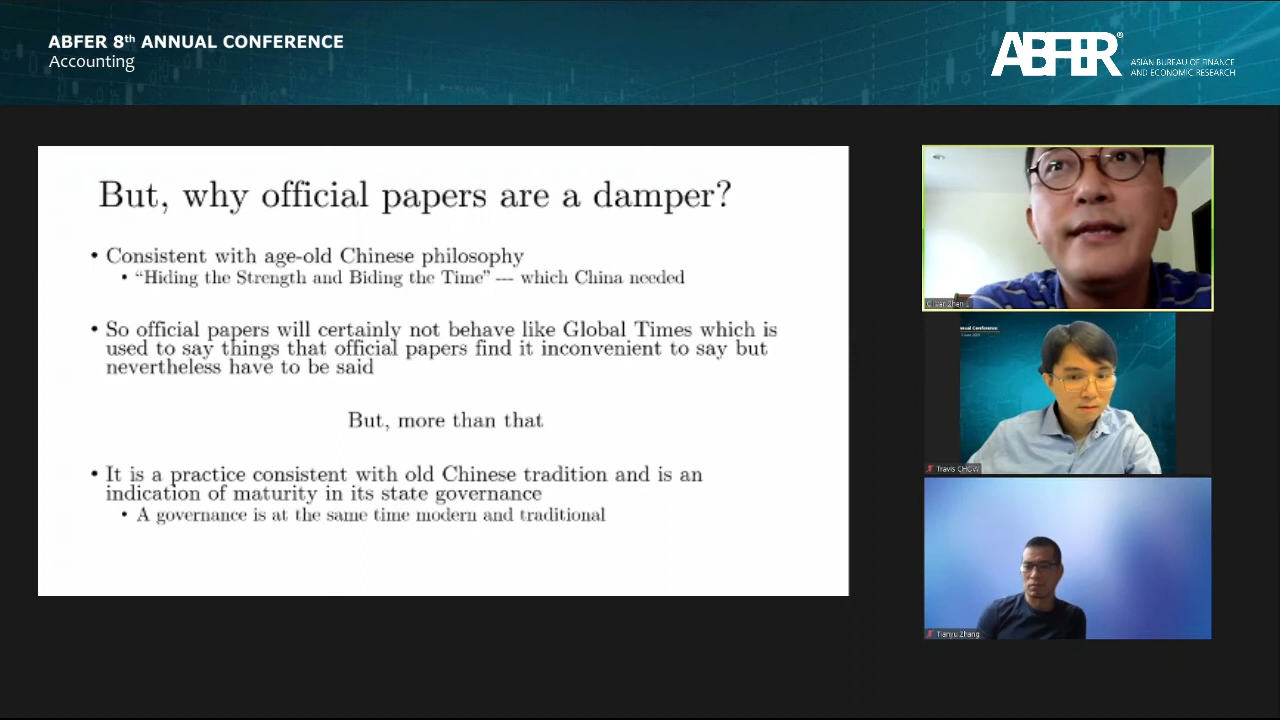 ABFER 8th ANNUAL CONFERENCE
Accounting
ABFER®
ASIAN BUREAU OF FINANCE
AND ECONOMIC RESEARCH
But, why official papers are a damper?
• Consistent with age-old Chinese philosophy
• “Hiding the Strength and Biding the Time” --- which China needed
• So official papers will certainly not behave like Global Times which is
used to say things that official papers find it inconvenient to say but
nevertheless have to be said
But, more than that
• It is a practice consistent with old Chinese tradition and is an
indication of maturity in its state governance
• A governance is at the same time modern and traditional
nual Conference
Travis CHOW
Tianyu Zhang